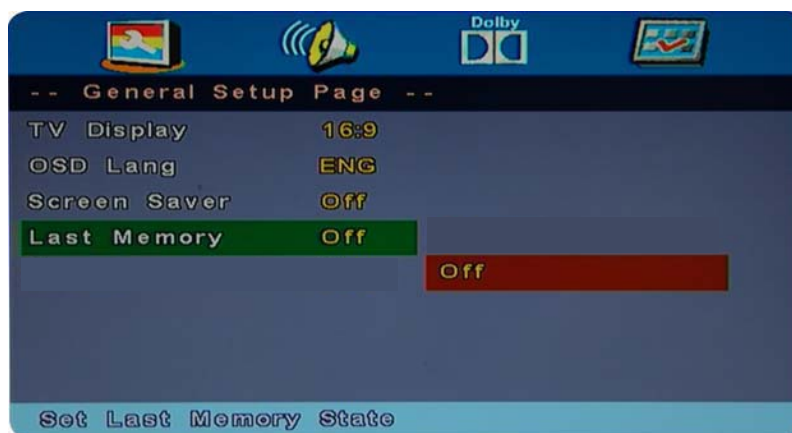 Dolby
-- General Setup Page --
TV Display 16:9
OSD Lang ENG
Screen Saver Off
Last Memory Off
Off
Set Last Memory State